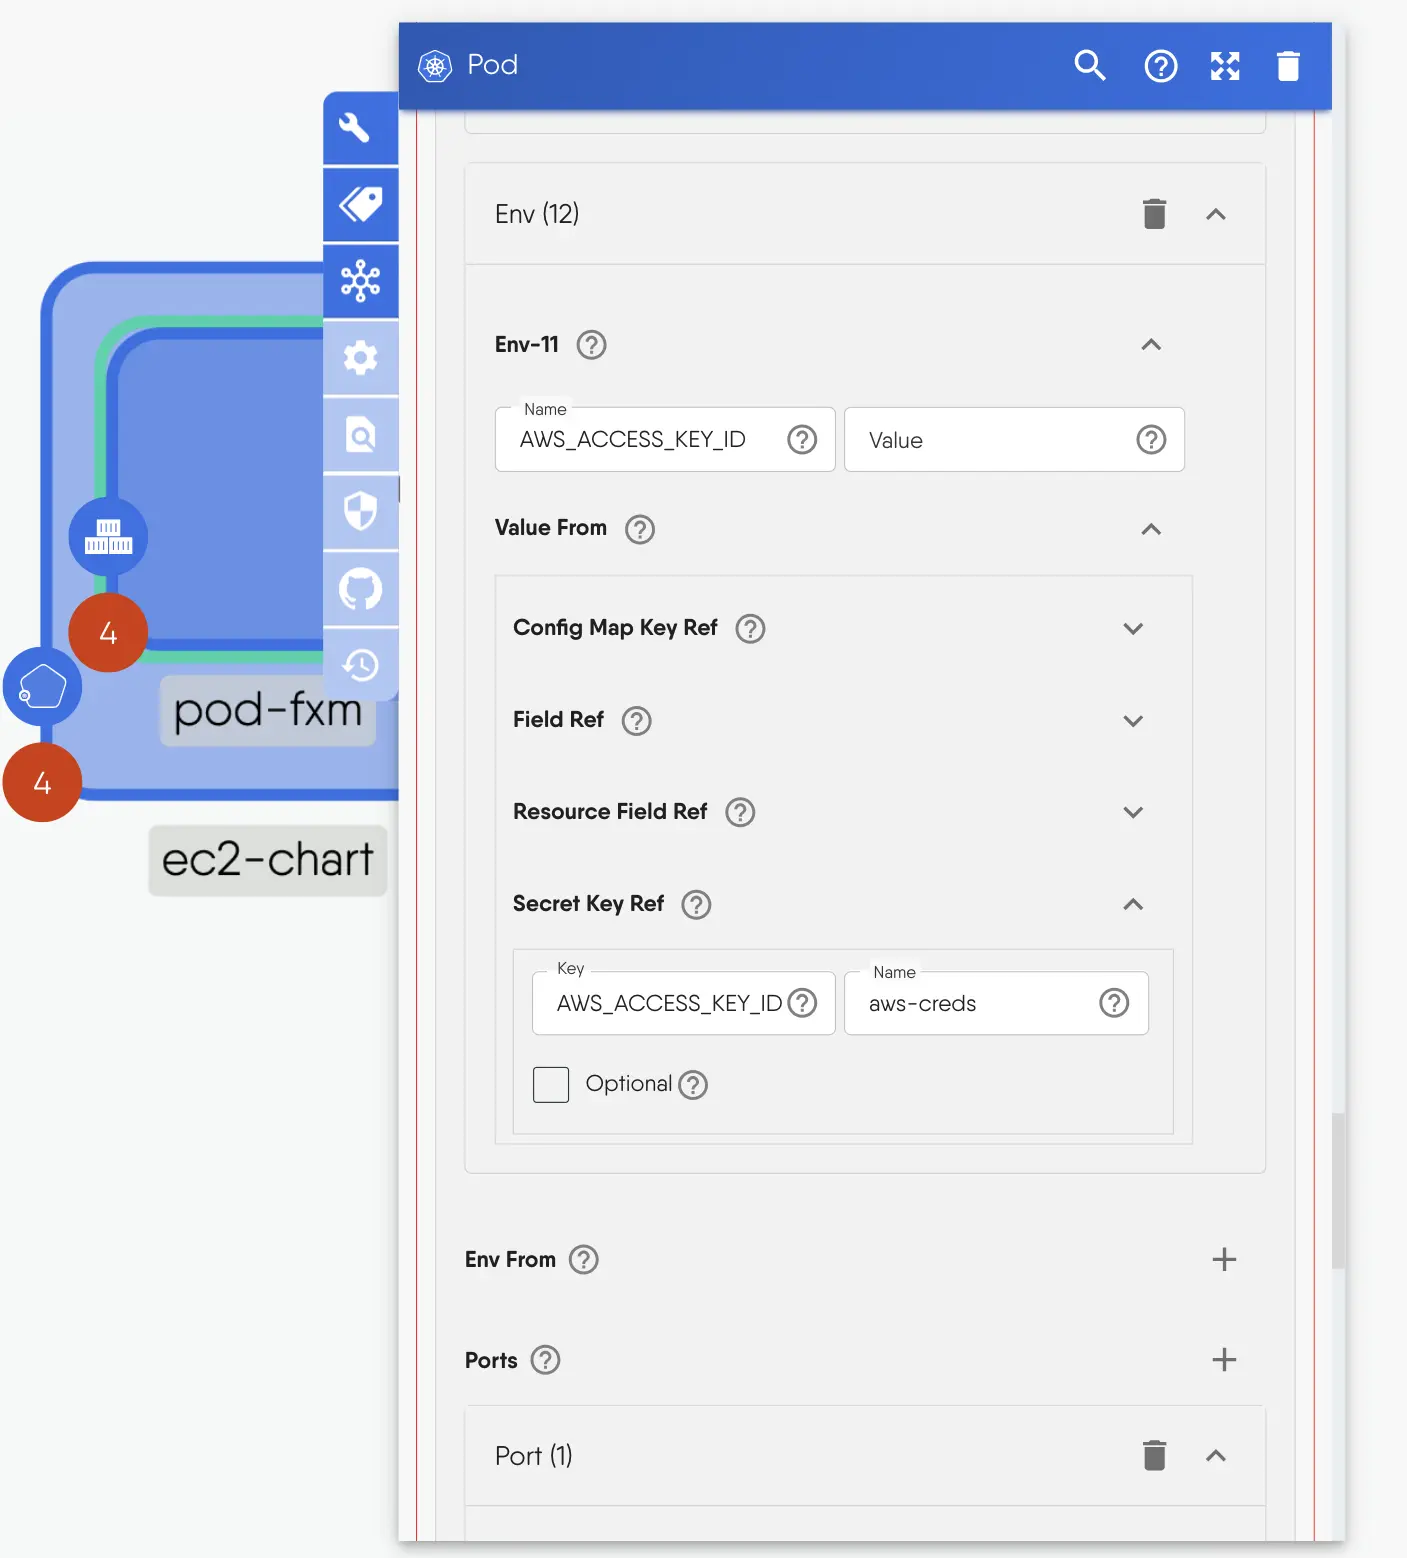 Pod
Env (12)
Env-11
Name
AWS_ACCESS_KEY_ID
Value
Value From
Config Map Key Ref
Field Ref
Resource Field Ref
Secret Key Ref
Key
AWS_ACCESS_KEY_ID
Name
aws-creds
Optional
Env From
Ports
Port (1)
4
pod-fxm
4
ec2-chart